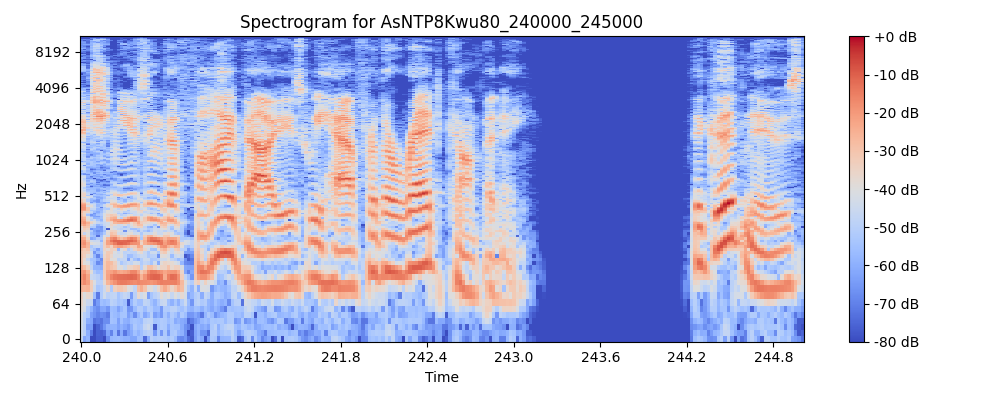 Spectrogram for AsNTP8Kwu80_240000_245000
Hz
8192
4096
2048
1024
512
256
128
64
0
240.0 240.6 241.2 241.8 242.4 243.0 243.6 244.2 244.8
Time
+0 dB
-10 dB
-20 dB
-30 dB
-40 dB
-50 dB
-60 dB
-70 dB
-80 dB